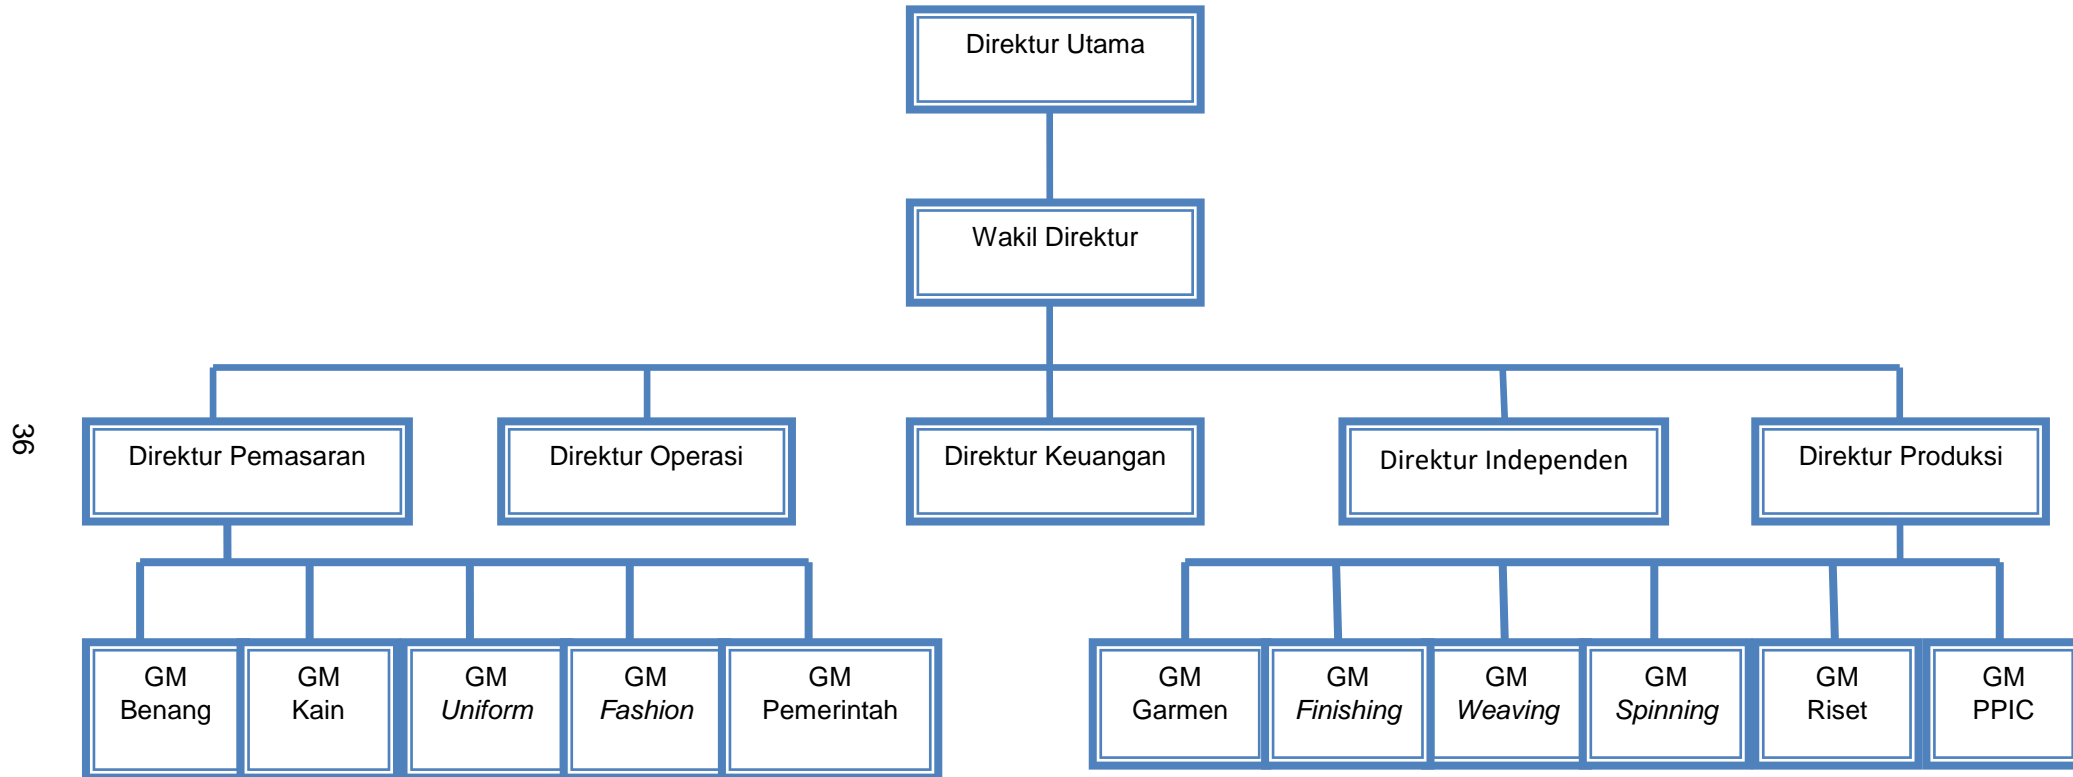 Direktur Utama
Wakil Direktur
36
Direktur Pemasaran
Direktur Operasi
Direktur Keuangan
Direktur Independen
Direktur Produksi
GM
Benang
GM
Kain
GM
Uniform
GM
Fashion
GM
Pemerintah
GM
Garmen
GM
Finishing
GM
Weaving
GM
Spinning
GM
Riset
GM
PPIC